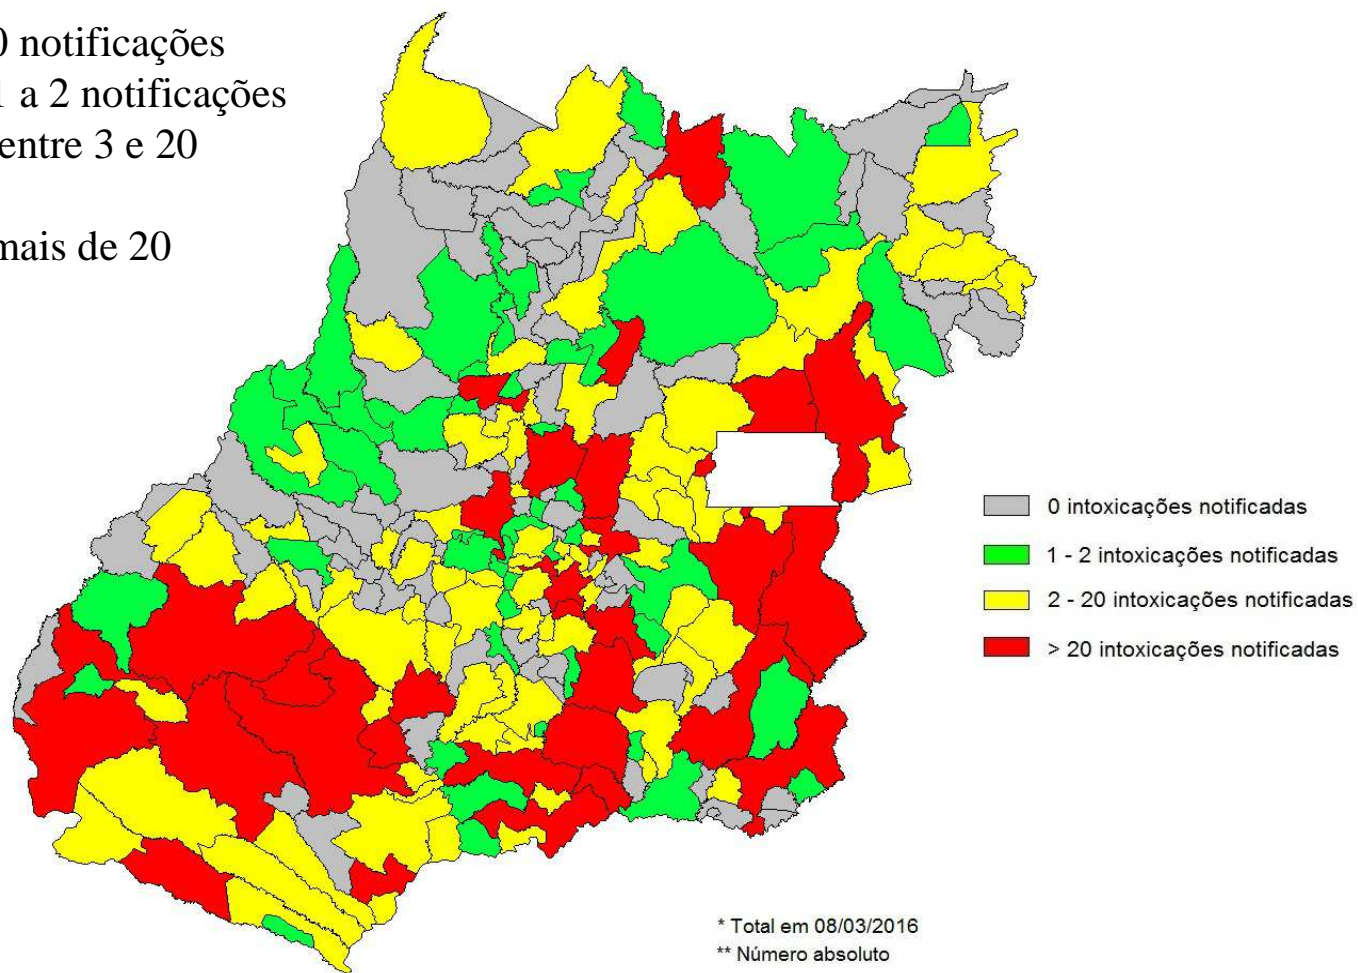 0 notificações
1 a 2 notificações
entre 3 e 20
mais de 20
0 intoxicações notificadas
1 - 2 intoxicações notificadas
2 - 20 intoxicações notificadas
> 20 intoxicações notificadas
* Total em 08/03/2016
** Número absoluto